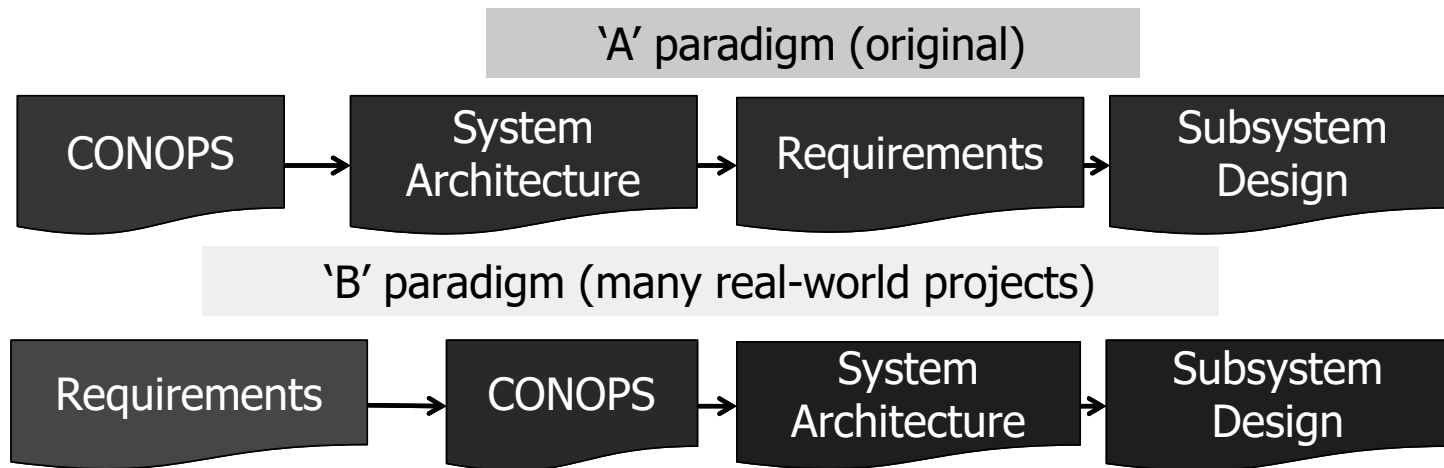 ‘A’ paradigm (original)
CONOPS
System
Architecture
Requirements
Subsystem
Design
‘B’ paradigm (many real-world projects)
Requirements
CONOPS
System
Architecture
Subsystem
Design